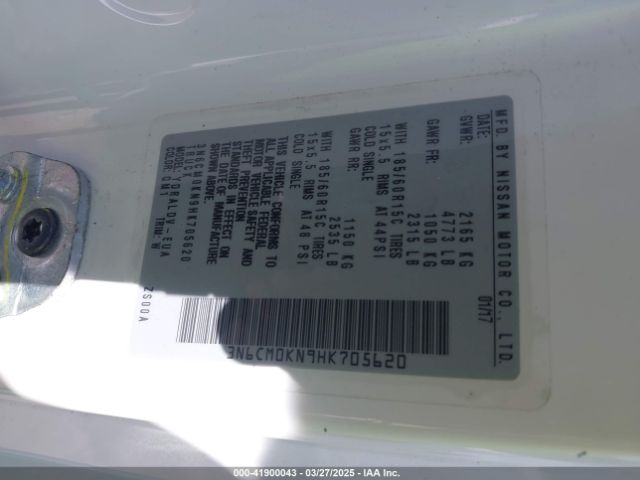 MFD. BY NISSAN MOTOR CO., LTD.
DATE: 01/17
GVWR: 2165 KG
4773 LB
GAWR FR: 1050 KG
2315 LB
WITH 185/60R15C TIRES
15x5.5 RIMS AT 44PSI
COLD SINGLE
GAWR RR: 1150 KG
2535 LB
WITH 185/60R15C TIRES
15x5.5 RIMS AT 48 PSI
COLD SINGLE
THIS VEHICLE CONFORMS TO
ALL APPLICABLE FEDERAL
MOTOR VEHICLE SAFETY AND
THEFT PREVENTION
STANDARDS IN EFFECT ON
THE DATE OF MANUFACTURE
SHOWN ABOVE.
3N6CM0KN9HK705620
TRUCK
MODEL: YDRALDV-EUA
COLOR: QM1 TRIM: W
ZS00A
3N6CM0KN9HK705620
000-41900043 - 03/27/2025 - IAA Inc.